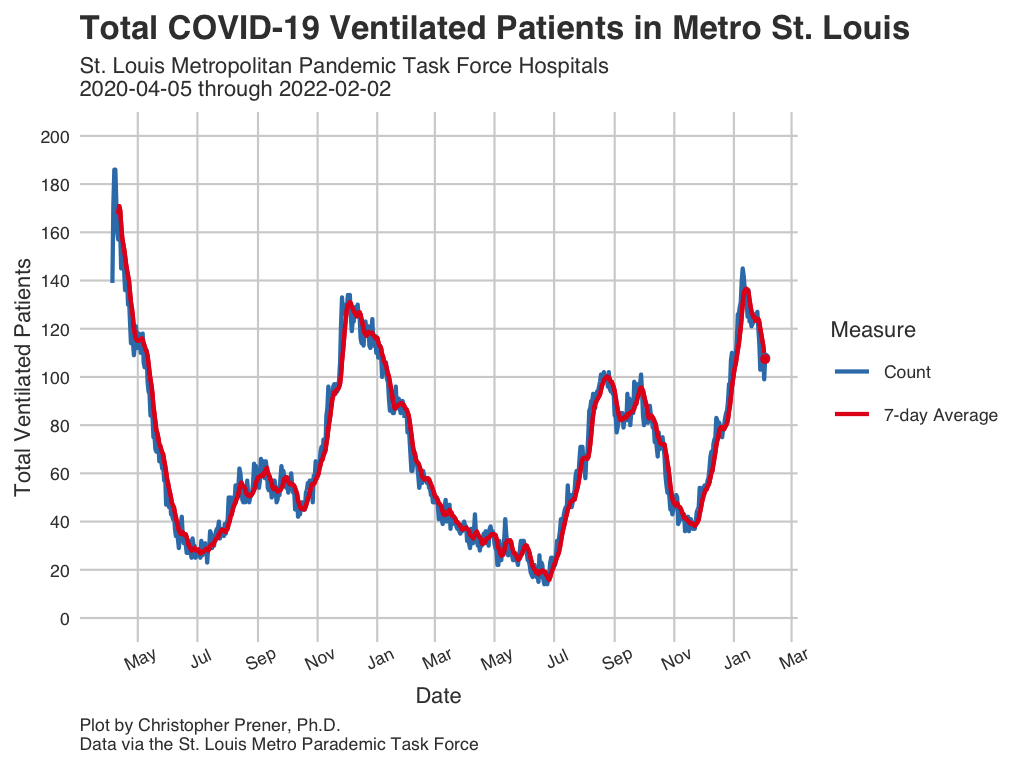 Total COVID-19 Ventilated Patients in Metro St. Louis
St. Louis Metropolitan Pandemic Task Force Hospitals
2020-04-05 through 2022-02-02
Total Ventilated Patients
200
180
160
140
120
100
80
60
40
20
0
May Jul Sep Nov Jan Mar May Jul Sep Nov Jan Mar
Date
Measure
Count
7-day Average
Plot by Christopher Prener, Ph.D.
Data via the St. Louis Metro Parademic Task Force